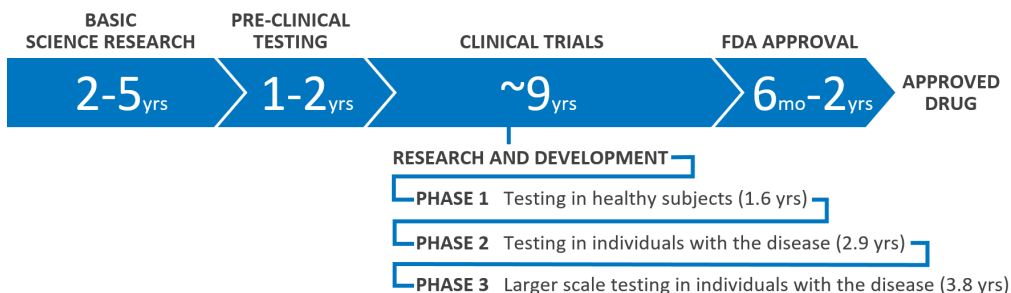 BASIC
SCIENCE RESEARCH
PRE-CLINICAL
TESTING
CLINICAL TRIALS
FDA APPROVAL
2-5yrs
1-2yrs
~9yrs
6mo-2yrs
APPROVED
DRUG
RESEARCH AND DEVELOPMENT
PHASE 1 Testing in healthy subjects (1.6 yrs)
PHASE 2 Testing in individuals with the disease (2.9 yrs)
PHASE 3 Larger scale testing in individuals with the disease (3.8 yrs)